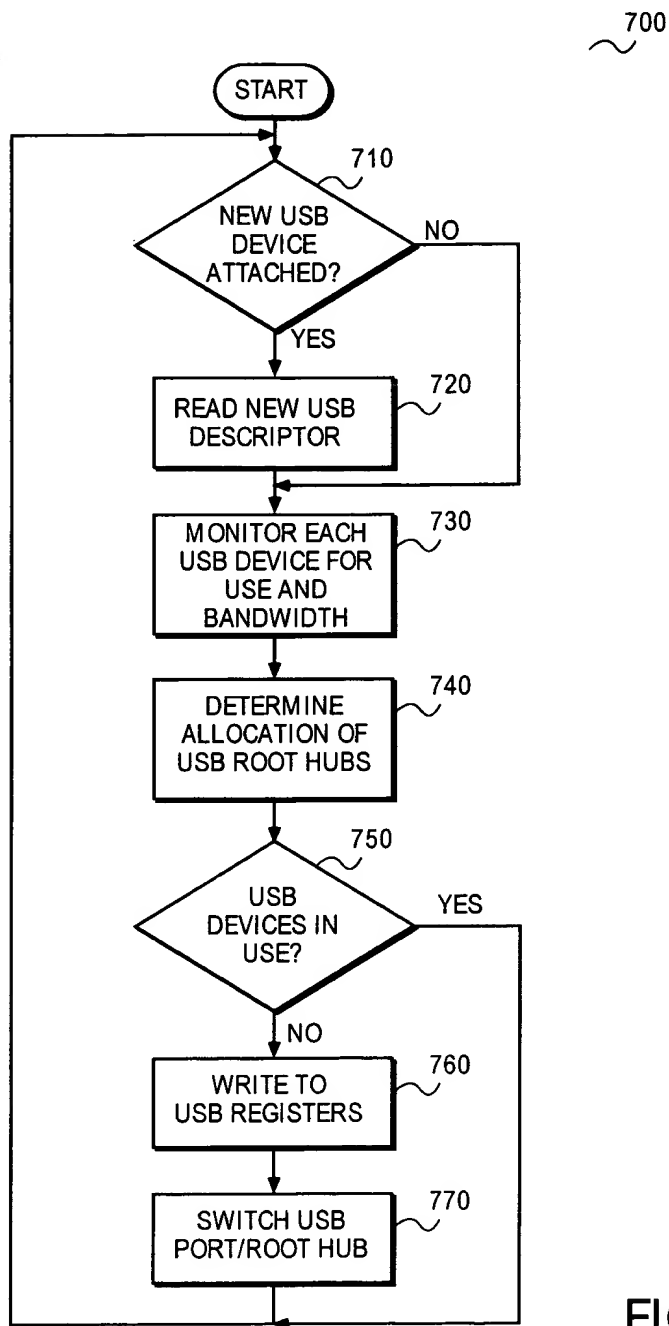 700
START
710
NEW USB
DEVICE
ATTACHED?
NO
YES
720
READ NEW USB
DESCRIPTOR
730
MONITOR EACH
USB DEVICE FOR
USE AND
BANDWIDTH
740
DETERMINE
ALLOCATION OF
USB ROOT HUBS
750
USB
DEVICES IN
USE?
YES
NO
760
WRITE TO
USB REGISTERS
770
SWITCH USB
PORT/ROOT HUB